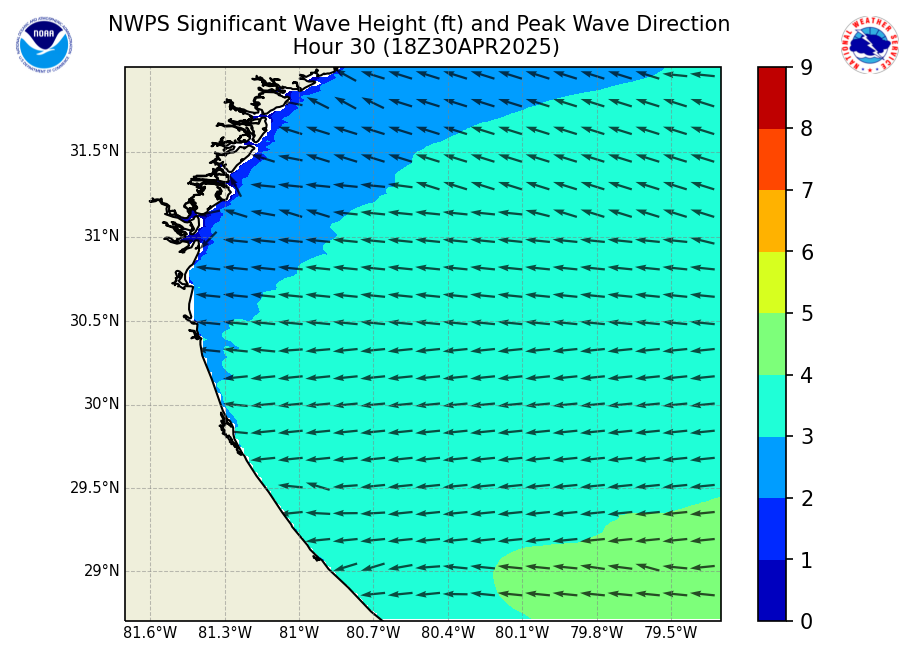 NWPS Significant Wave Height (ft) and Peak Wave Direction
Hour 30 (18Z30APR2025)
NOAA
NATIONAL WEATHER SERVICE
31.5°N
31°N
30.5°N
30°N
29.5°N
29°N
81.6°W 81.3°W 81°W 80.7°W 80.4°W 80.1°W 79.8°W 79.5°W
9
8
7
6
5
4
3
2
1
0